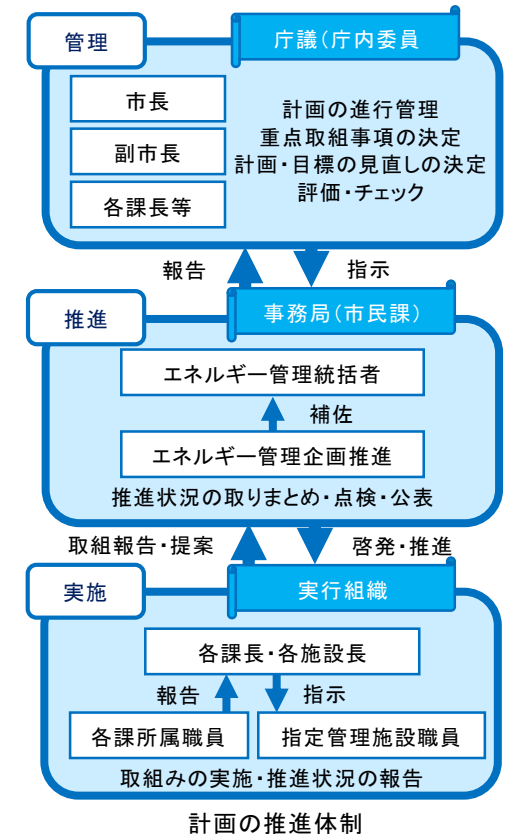 管理
庁議(庁内委員
市長
副市長
各課長等
計画の進行管理
重点取組事項の決定
計画・目標の見直しの決定
評価・チェック
報告
指示
推進
事務局(市民課)
エネルギー管理統括者
補佐
エネルギー管理企画推進
推進状況の取りまとめ・点検・公表
取組報告・提案
啓発・推進
実施
実行組織
各課長・各施設長
報告
指示
各課所属職員
指定管理施設職員
取組みの実施・推進状況の報告
計画の推進体制